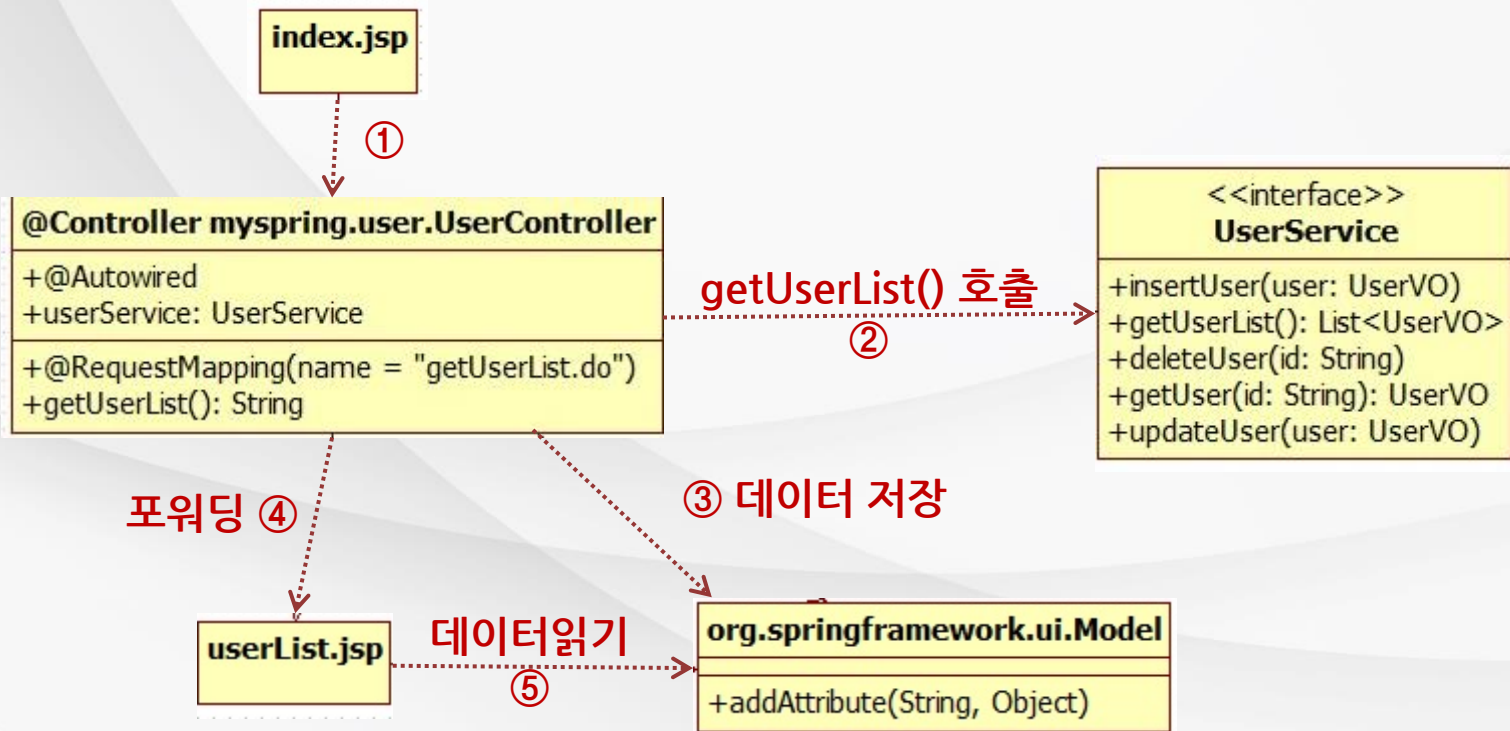 index.jsp
①
@Controller myspring.user.UserController
+@Autowired
+userService: UserService
+@RequestMapping(name = "getUserList.do")
+getUserList(): String
getUserList() 호출
②
<<interface>>
UserService
+insertUser(user: UserVO)
+getUserList(): List<UserVO>
+deleteUser(id: String)
+getUser(id: String): UserVO
+updateUser(user: UserVO)
포워딩 ④
③ 데이터 저장
userList.jsp
데이터읽기
⑤
org.springframework.ui.Model
+addAttribute(String, Object)